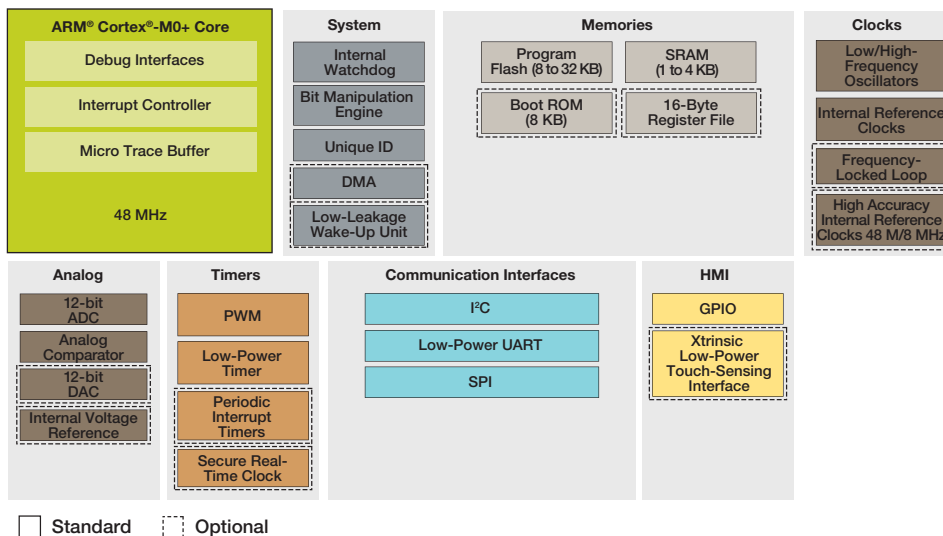 ARM® Cortex®-M0+ Core
Debug Interfaces
Interrupt Controller
Micro Trace Buffer
48 MHz
System
Internal
Watchdog
Bit Manipulation
Engine
Unique ID
DMA
Low-Leakage
Wake-Up Unit
Memories
Program
Flash (8 to 32 KB)
SRAM
(1 to 4 KB)
Boot ROM
(8 KB)
16-Byte
Register File
Clocks
Low/High-
Frequency
Oscillators
Internal Reference
Clocks
Frequency-
Locked Loop
High Accuracy
Internal Reference
Clocks 48 M/8 MHz
Analog
12-bit
ADC
Analog
Comparator
12-bit
DAC
Internal Voltage
Reference
Timers
PWM
Low-Power
Timer
Periodic
Interrupt
Timers
Secure Real-
Time Clock
Communication Interfaces
I²C
Low-Power UART
SPI
HMI
GPIO
Xtrinsic
Low-Power
Touch-Sensing
Interface
Standard
Optional